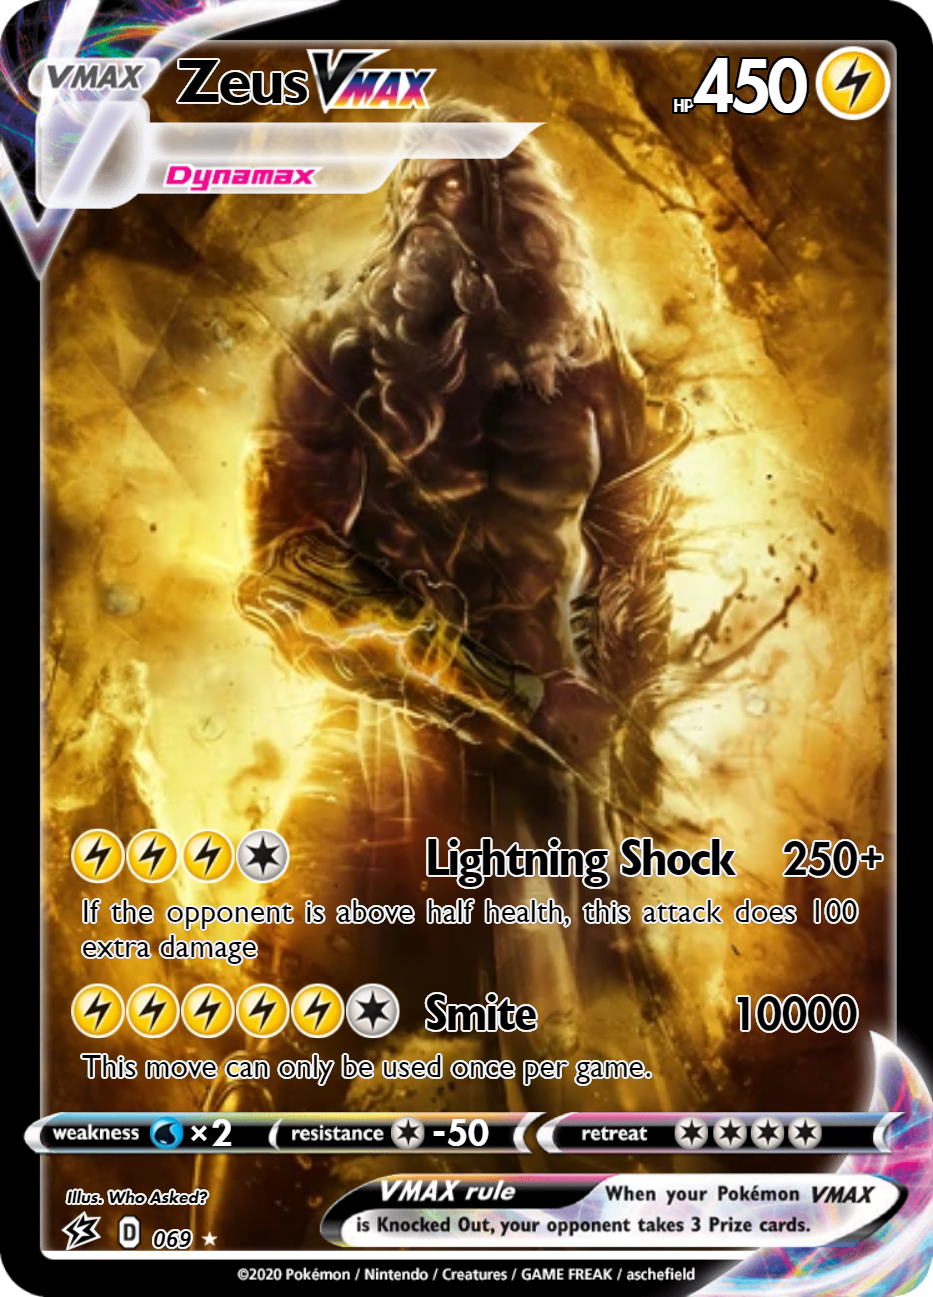 VMAX Zeus VMAX HP 450
Dynamax
Lightning Shock 250+
If the opponent is above half health, this attack does 100
extra damage
Smite 10000
This move can only be used once per game.
weakness ×2 resistance -50 retreat
Illus. Who Asked?
VMAX rule When your Pokémon VMAX
is Knocked Out, your opponent takes 3 Prize cards.
D 069
©2020 Pokémon / Nintendo / Creatures / GAME FREAK / aschefield